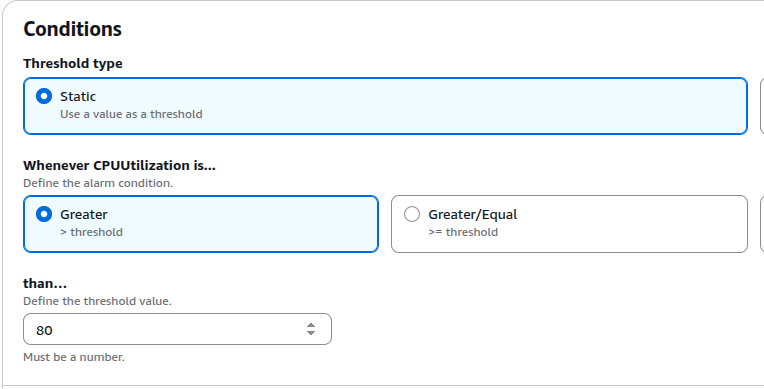 Conditions
Threshold type
Static
Use a value as a threshold
Whenever CPUUtilization is...
Define the alarm condition.
Greater
> threshold
Greater/Equal
>= threshold
than...
Define the threshold value.
80
Must be a number.